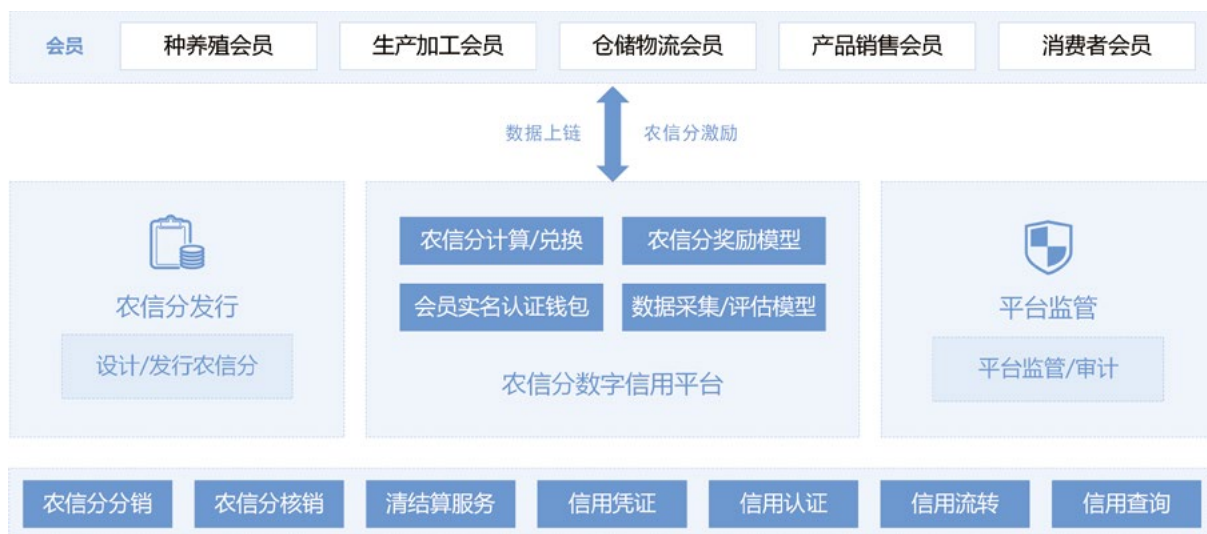 会员 种养殖会员 生产加工会员 仓储物流会员 产品销售会员 消费者会员
数据上链 农信分激励
农信分发行
设计/发行农信分
农信分计算/兑换 农信分奖励模型
会员实名认证钱包 数据采集/评估模型
农信分数字信用平台
平台监管
平台监管/审计
农信分分销 农信分核销 清结算服务 信用凭证 信用认证 信用流转 信用查询